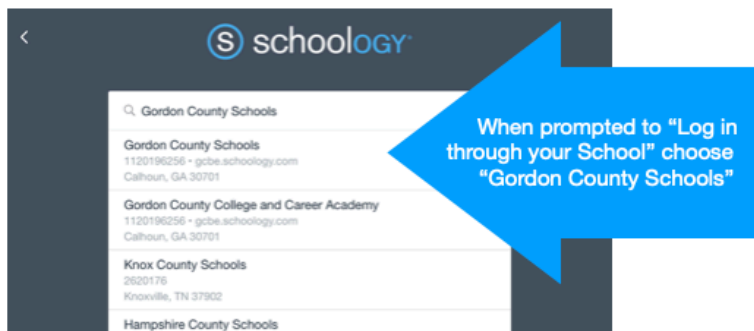 schoology
Gordon County Schools
Gordon County Schools
1120196256 • gcbe.schoology.com
Calhoun, GA 30701
Gordon County College and Career Academy
1120196256 • gcbe.schoology.com
Calhoun, GA 30701
Knox County Schools
2620176
Knoxville, TN 37902
Hampshire County Schools
When prompted to “Log in
through your School” choose
“Gordon County Schools”